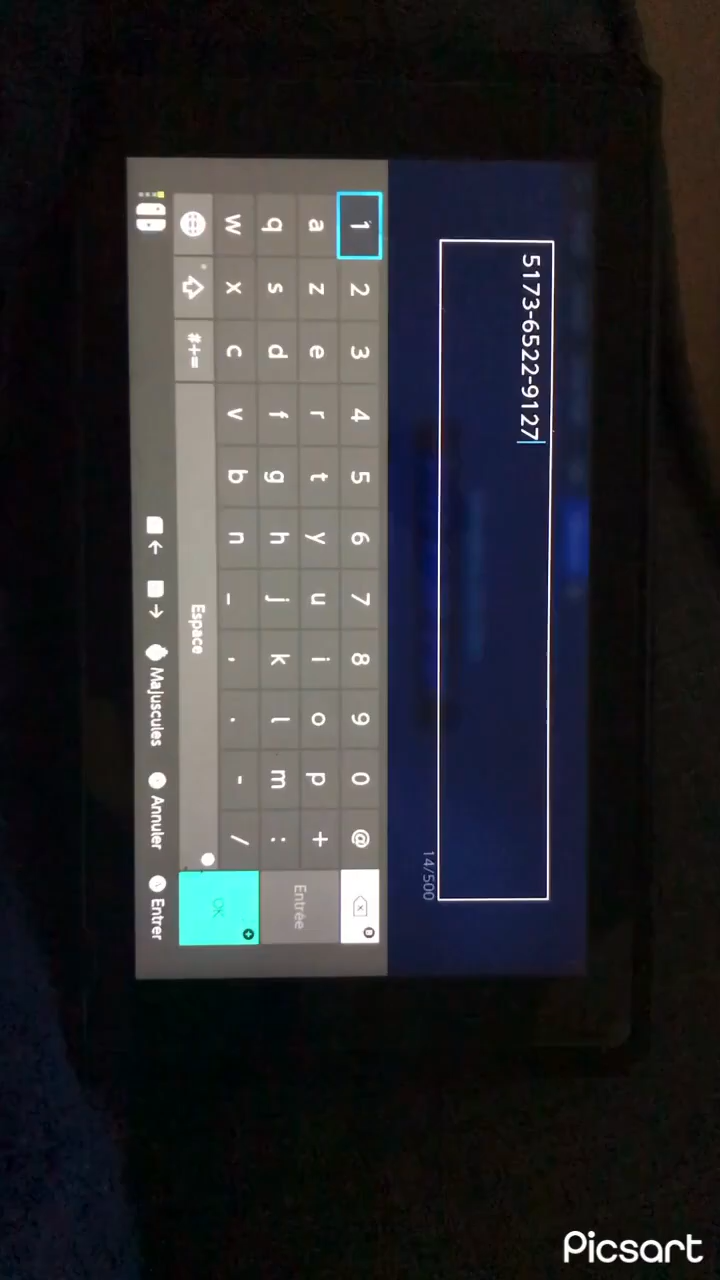 5173-6522-9127
14/500
1 2 3 4 5 6 7 8 9 0 @
a z e r t y u i o p +
Entrée
q s d f g h j k l m :
w x c v b n _ , . - /
OK
#+= Espace
Majuscules Annuler Entrer
Picsart